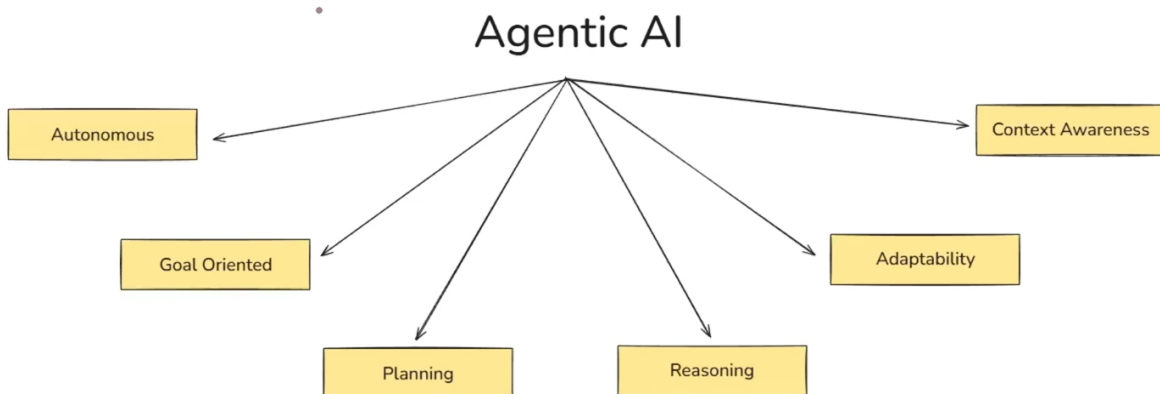 Agentic AI
Autonomous
Context Awareness
Goal Oriented
Adaptability
Planning
Reasoning